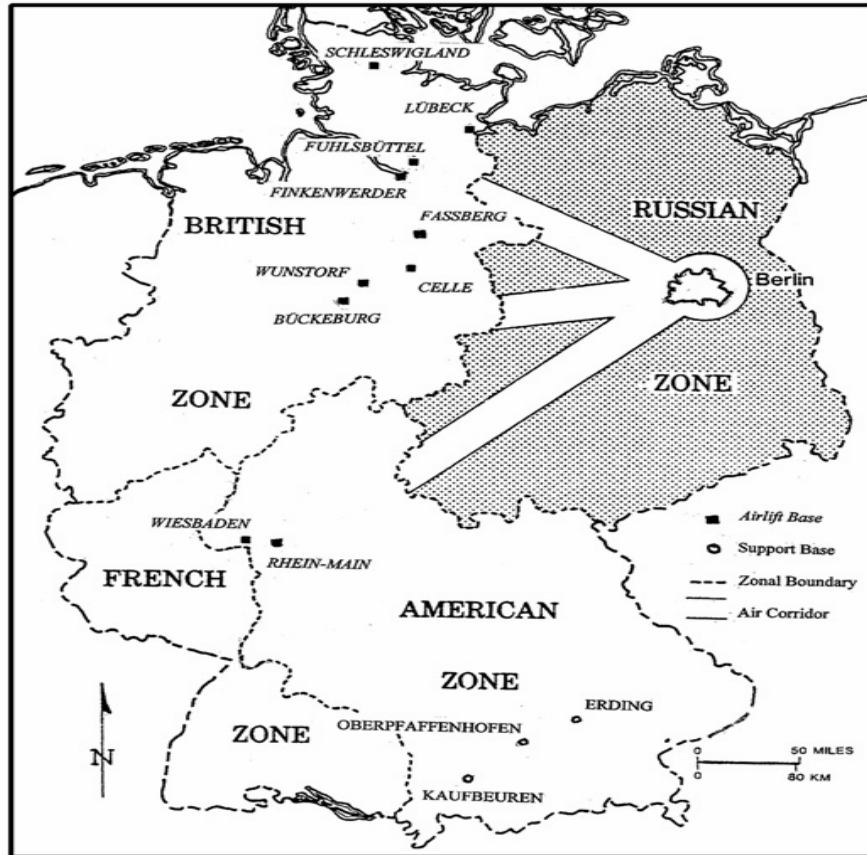 SCHLESWIGLAND
LÜBECK
FUHLSBÜTTEL
FINKENWERDER
BRITISH
RUSSIAN
FASSBERG
WUNSTORF
CELLE
Berlin
BÜCKEBURG
ZONE
ZONE
WIESBADEN
RHEIN-MAIN
FRENCH
AMERICAN
ZONE
ZONE
ERDING
OBERPFAFFENHOFEN
KAUFBEUREN
Airlift Base
Support Base
Zonal Boundary
Air Corridor
N
0 50 MILES
0 80 KM